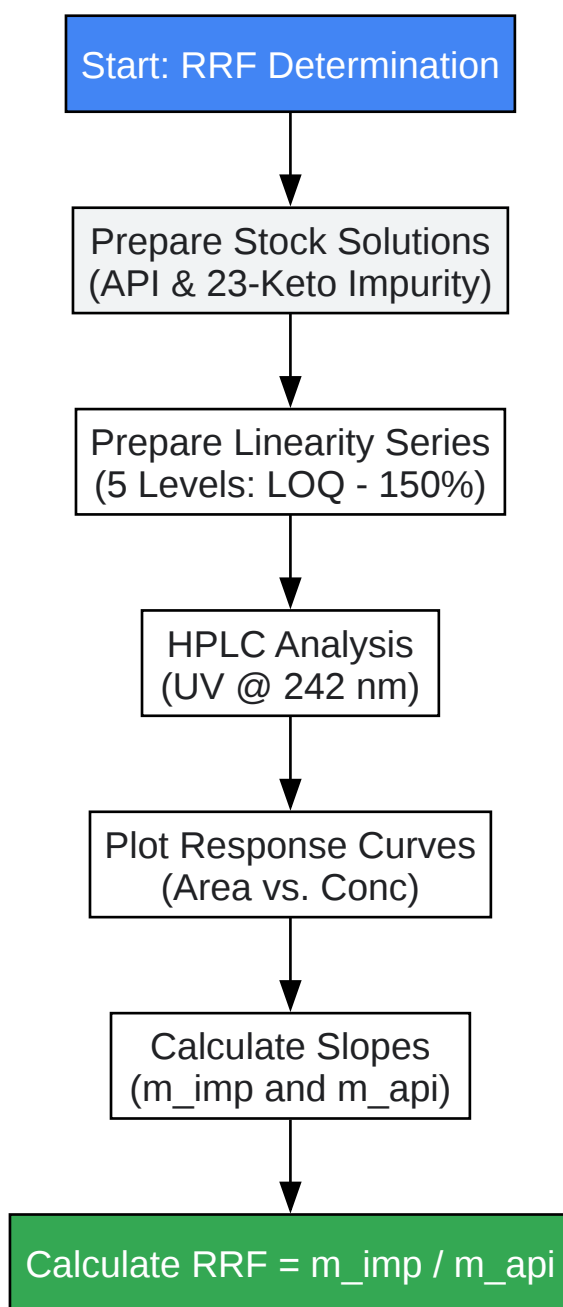 Start: RRF Determination
Prepare Stock Solutions
(API & 23-Keto Impurity)
Prepare Linearity Series
(5 Levels: LOQ - 150%)
HPLC Analysis
(UV @ 242 nm)
Plot Response Curves
(Area vs. Conc)
Calculate Slopes
(m_imp and m_api)
Calculate RRF = m_imp / m_api